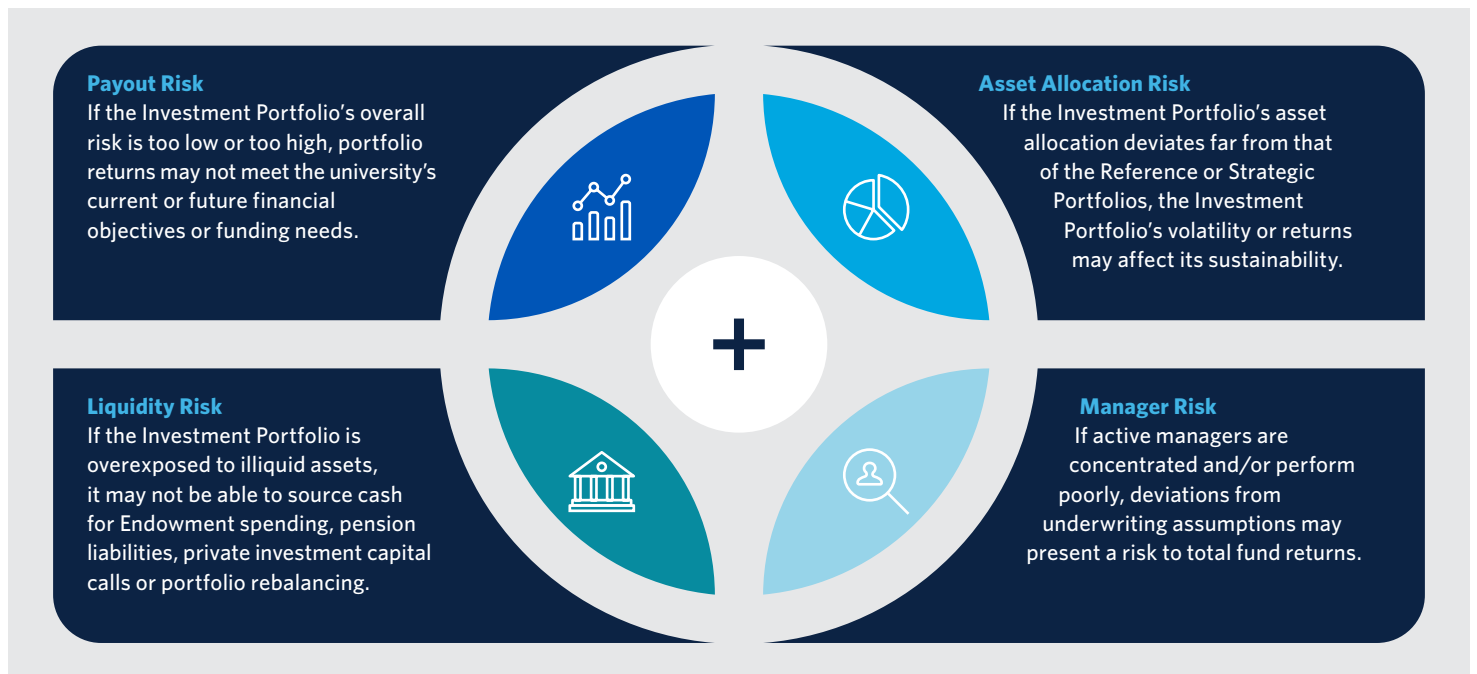 Payout Risk
If the Investment Portfolio’s overall
risk is too low or too high, portfolio
returns may not meet the university’s
current or future financial
objectives or funding needs.
Asset Allocation Risk
If the Investment Portfolio’s asset
allocation deviates far from that
of the Reference or Strategic
Portfolios, the Investment
Portfolio’s volatility or returns
may affect its sustainability.
Liquidity Risk
If the Investment Portfolio is
overexposed to illiquid assets,
it may not be able to source cash
for Endowment spending, pension
liabilities, private investment capital
calls or portfolio rebalancing.
Manager Risk
If active managers are
concentrated and/or perform
poorly, deviations from
underwriting assumptions may
present a risk to total fund returns.